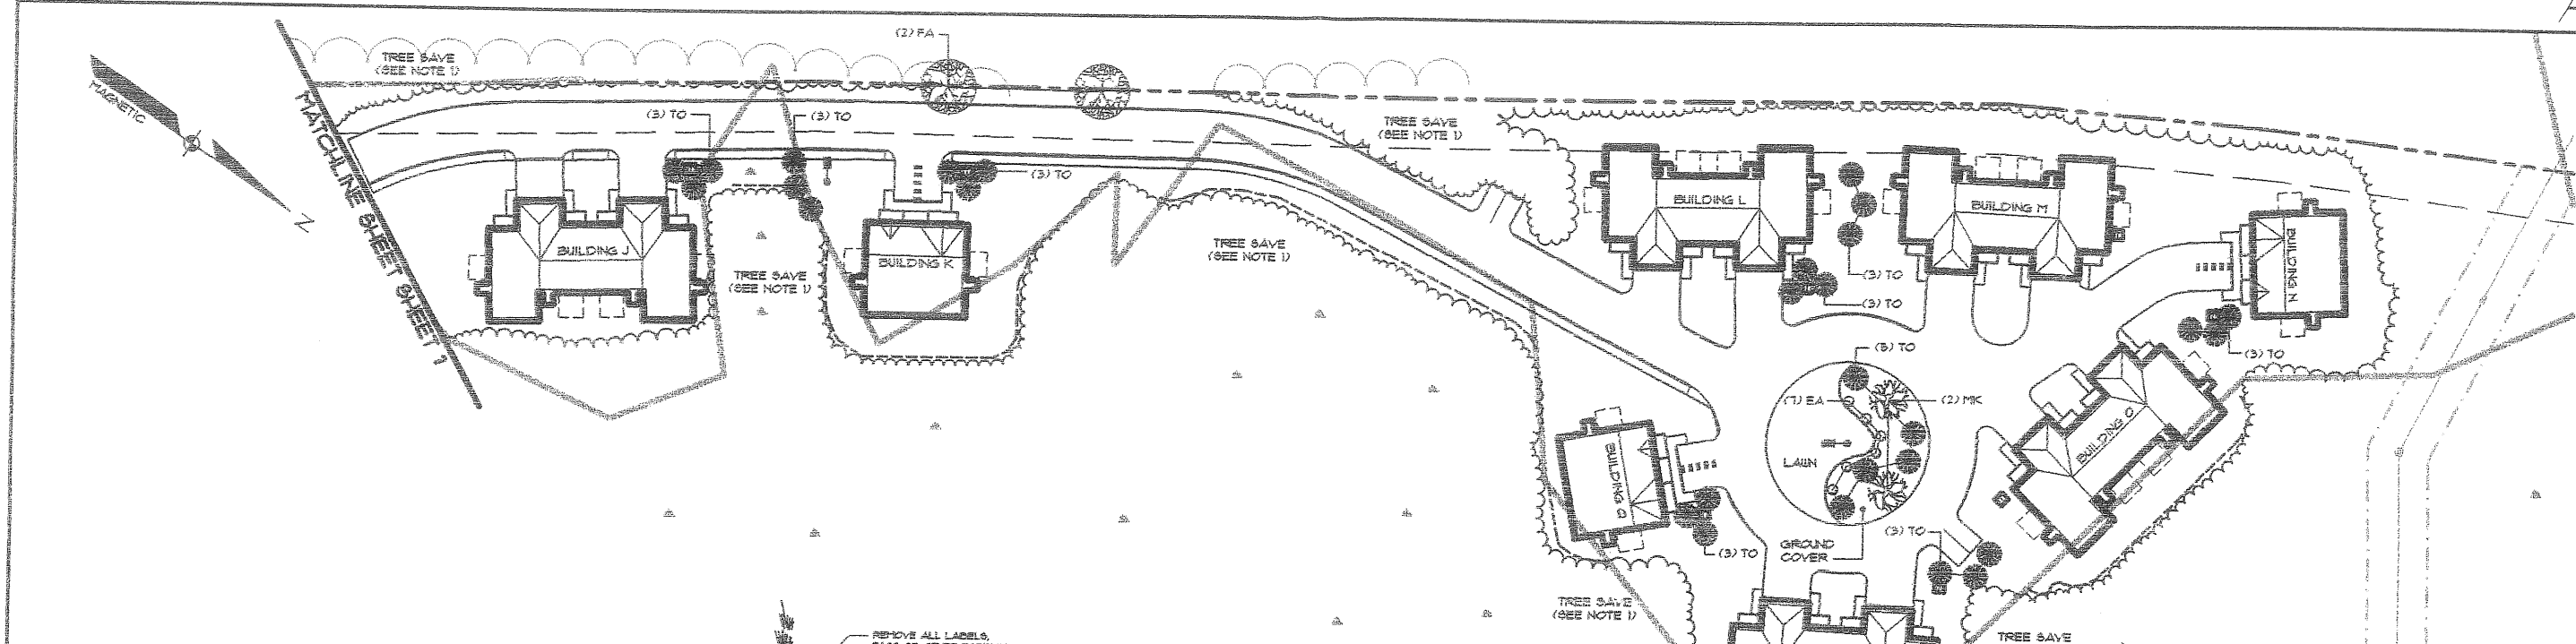 (2) FA
TREE SAVE
(SEE NOTE 1)
MAGNETIC
N
MATCHLINE SHEET SHEET 1
(3) TO
(3) TO
(3) TO
TREE SAVE
(SEE NOTE 1)
BUILDING J
BUILDING K
TREE SAVE
(SEE NOTE 1)
TREE SAVE
(SEE NOTE 1)
BUILDING L
BUILDING M
BUILDING N
(3) TO
(3) TO
(3) TO
(5) TO
(7) EA
(2) MK
LAWN
BUILDING O
BUILDING Q
(3) TO
GROUND
COVER
(3) TO
TREE SAVE
(SEE NOTE 1)
TREE SAVE
REMOVE ALL LABELS,